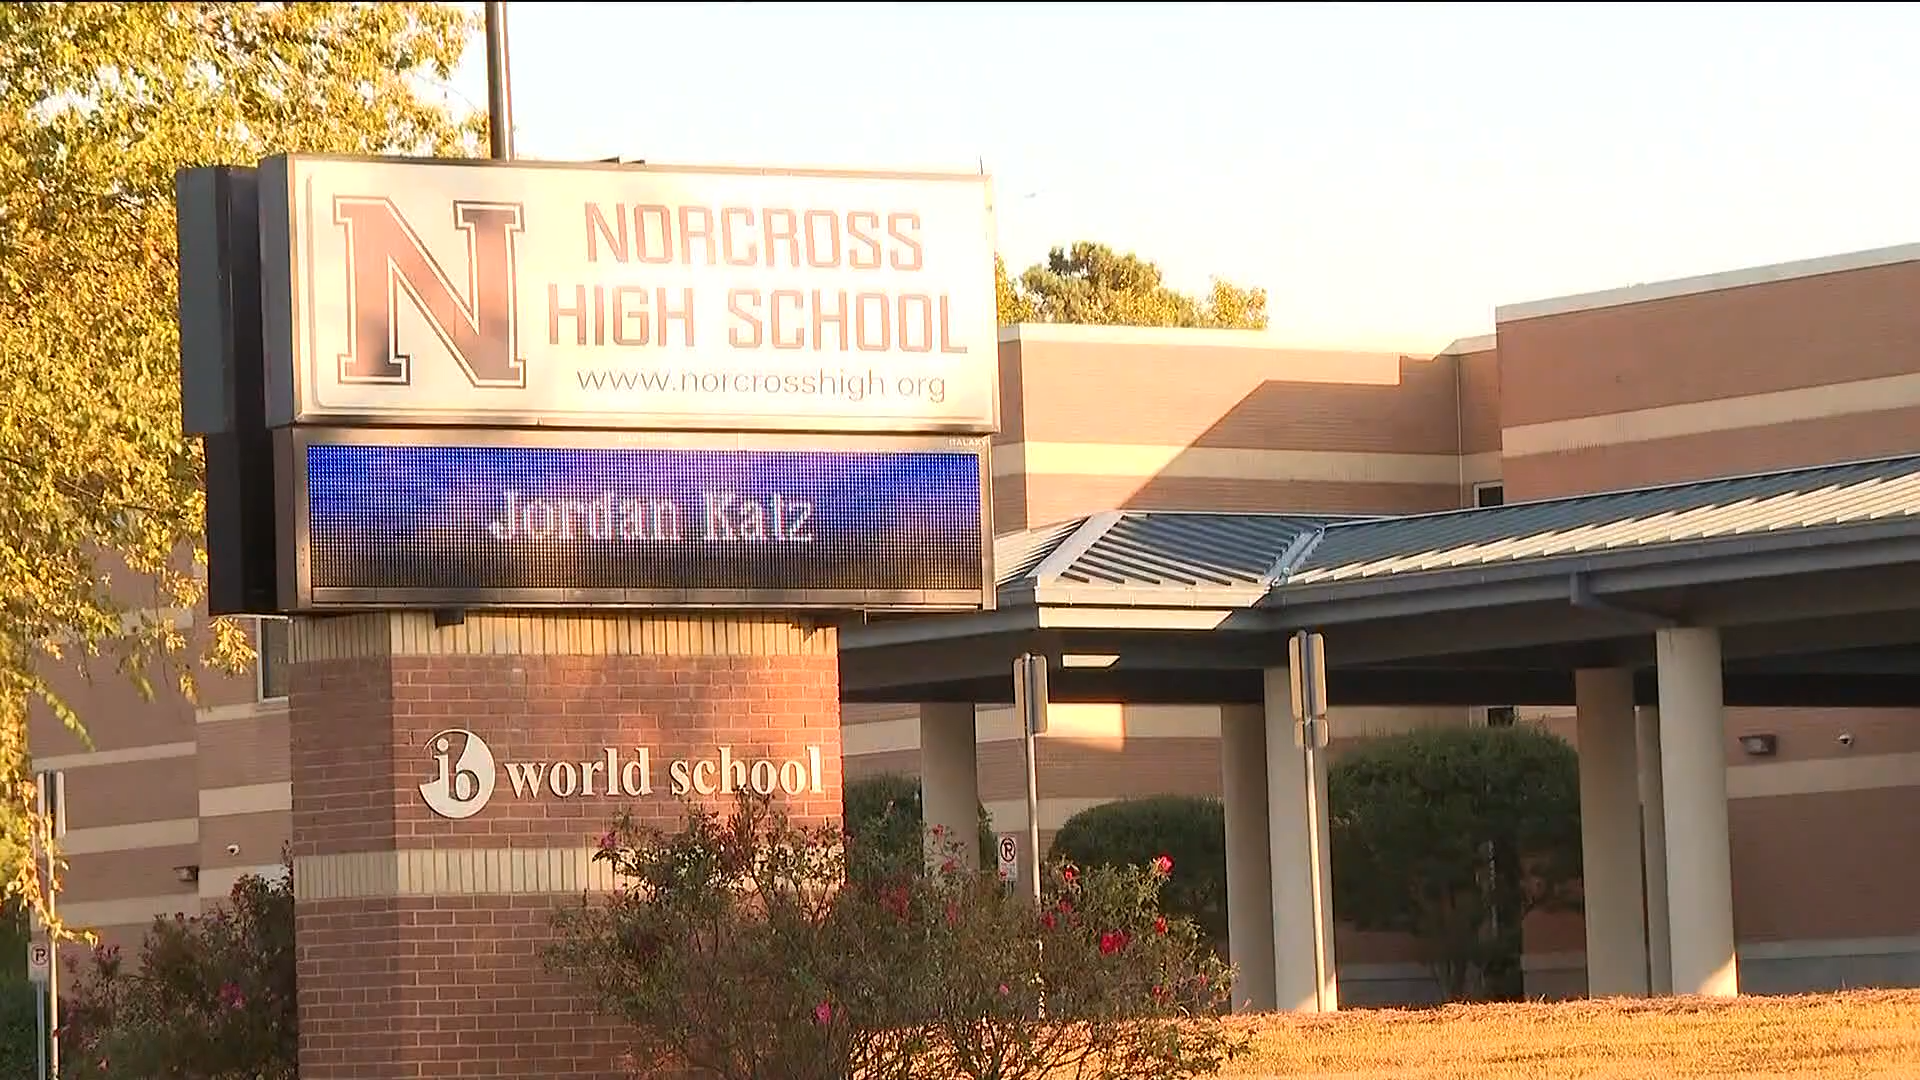 N
NORCROSS
HIGH SCHOOL
www.norcrosshigh.org
Jordan Katz
ib world school